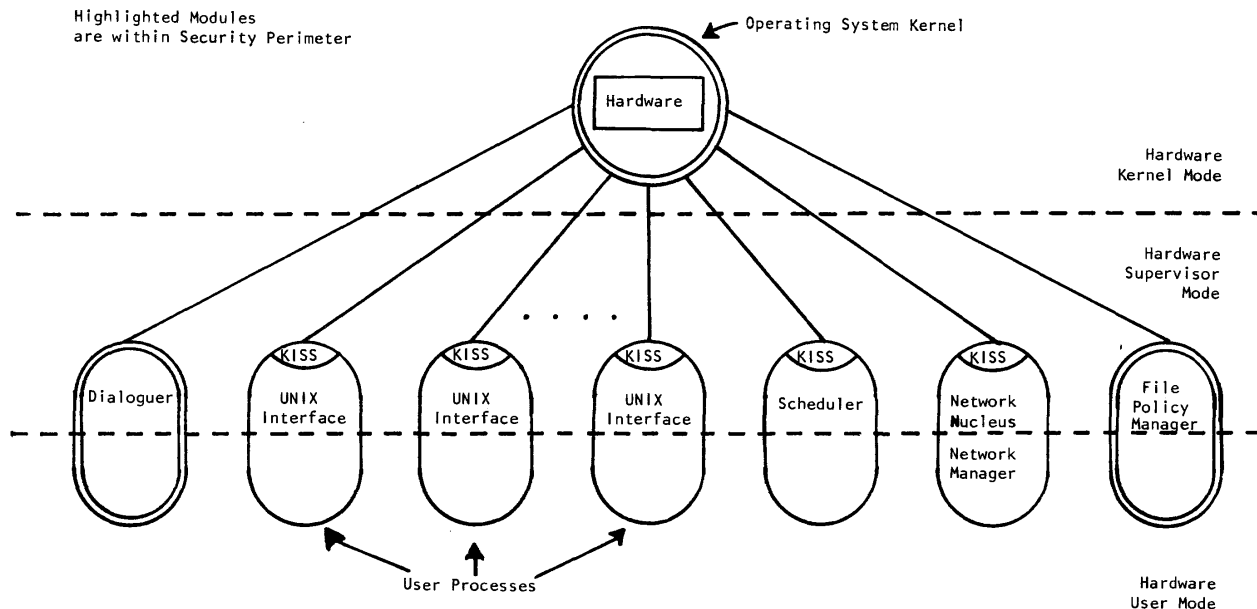 Highlighted Modules
are within Security Perimeter
Operating System Kernel
Hardware
Hardware
Kernel Mode
Hardware
Supervisor
Mode
. . . .
KISS
KISS
KISS
KISS
KISS
Dialoguer
UNIX
Interface
UNIX
Interface
UNIX
Interface
Scheduler
Network
Nucleus
Network
Manager
File
Policy
Manager
User Processes
Hardware
User Mode